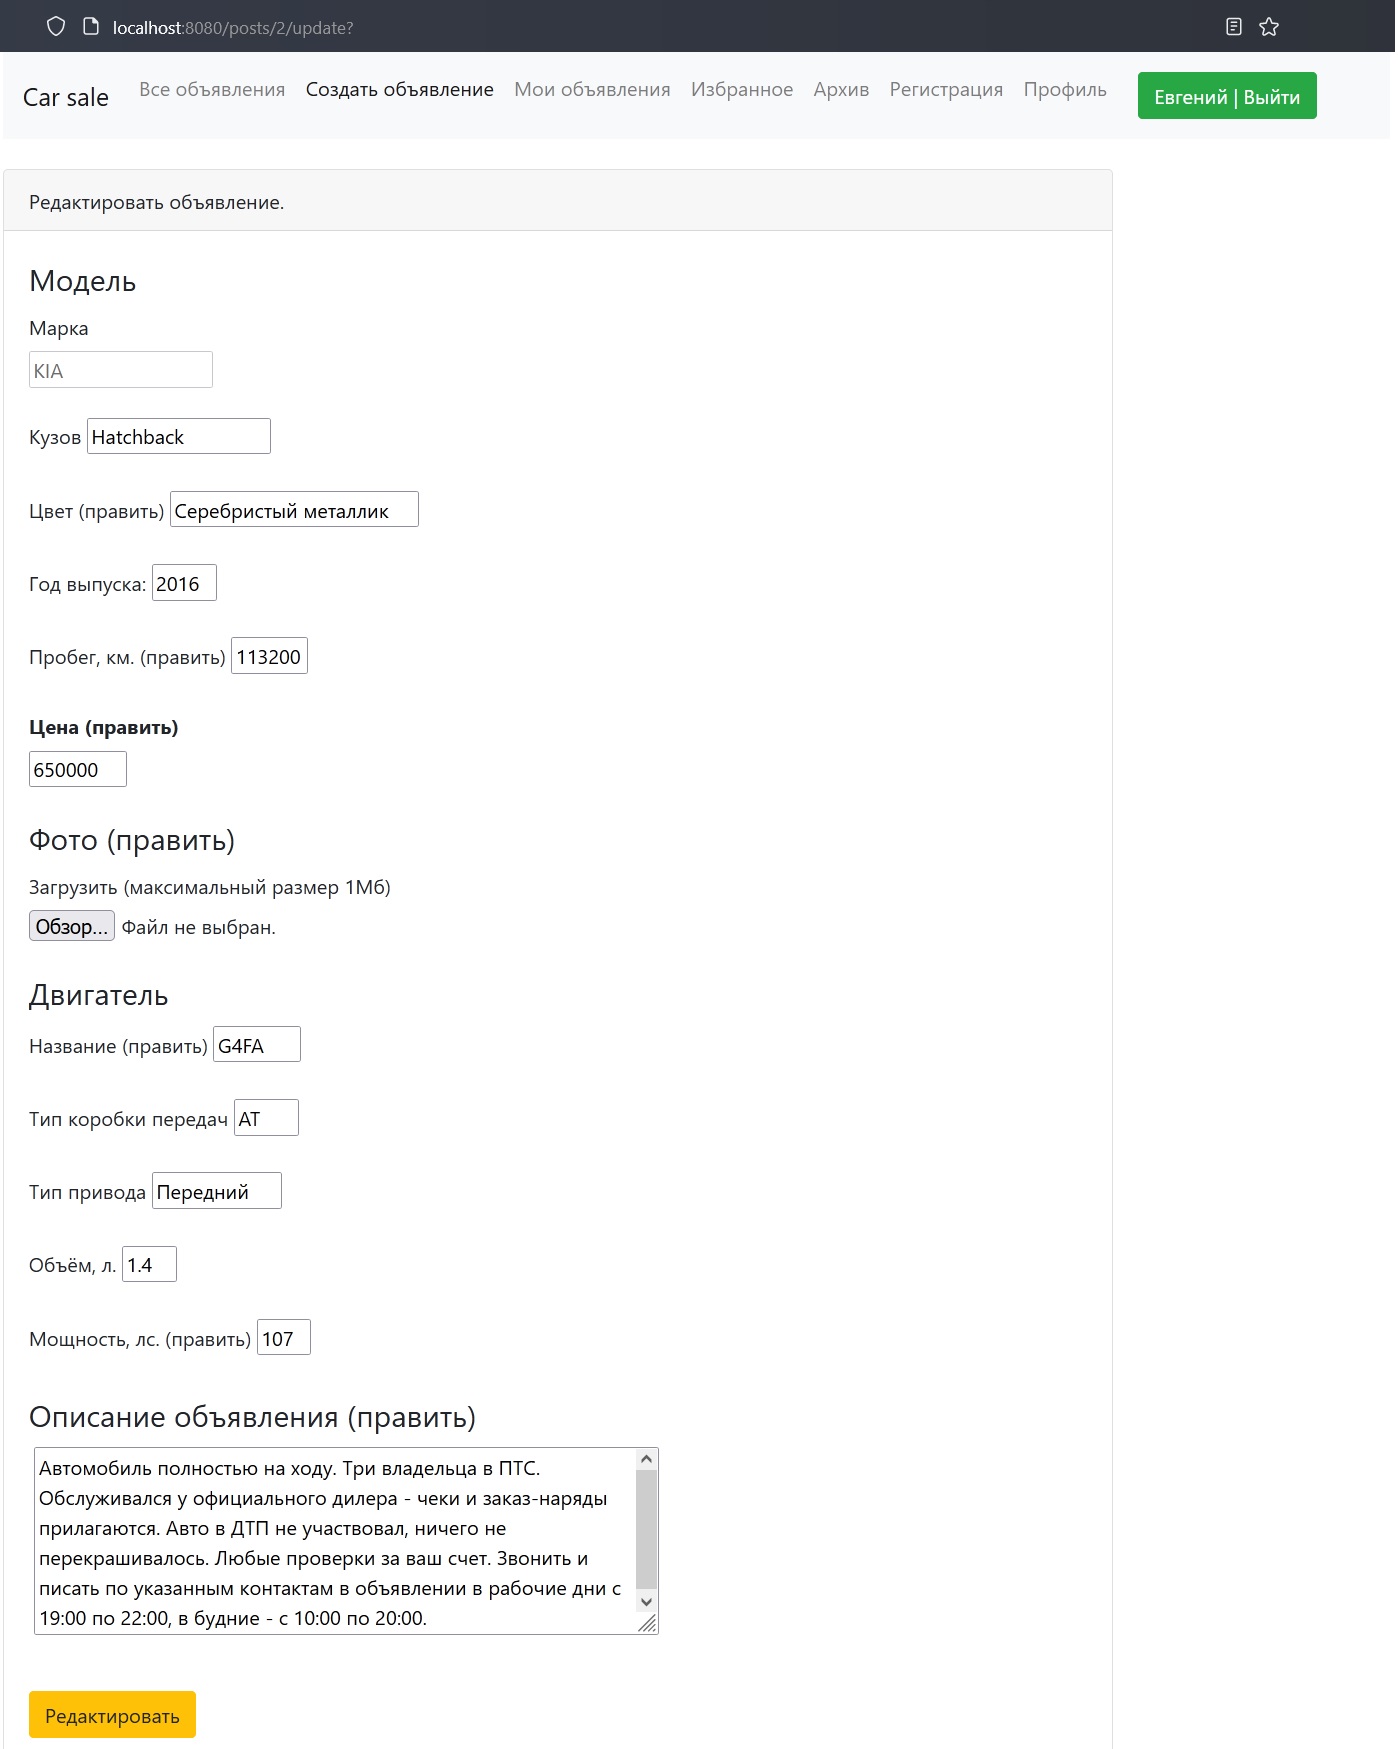 localhost:8080/posts/2/update?
Car sale Все объявления Создать объявление Мои объявления Избранное Архив Регистрация Профиль Евгений | Выйти
Редактировать объявление.
Модель
Марка
KIA
Кузов Hatchback
Цвет (править) Серебристый металлик
Год выпуска: 2016
Пробег, км. (править) 113200
Цена (править)
650000
Фото (править)
Загрузить (максимальный размер 1Мб)
Обзор... Файл не выбран.
Двигатель
Название (править) G4FA
Тип коробки передач AT
Тип привода Передний
Объём, л. 1.4
Мощность, лс. (править) 107
Описание объявления (править)
Автомобиль полностью на ходу. Три владельца в ПТС.
Обслуживался у официального дилера - чеки и заказ-наряды
прилагаются. Авто в ДТП не участвовал, ничего не
перекрашивалось. Любые проверки за ваш счет. Звонить и
писать по указанным контактам в объявлении в рабочие дни с
19:00 по 22:00, в будние - с 10:00 по 20:00.
Редактировать